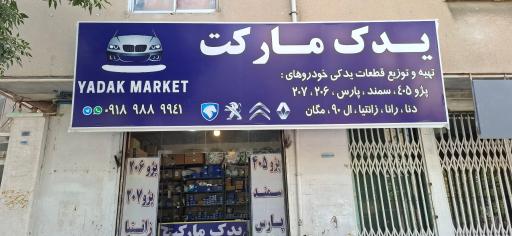 یدک مارکت
YADAK MARKET
تهیه و توزیع قطعات یدکی خودروهای :
پژو ۴۰۵، سمند ، پارس ، ۲۰۶ ، ۲۰۷
دنا ، رانا ، زانتیا ، ال ۹۰، مگان
۰۹۱۸ ۹۸۸ ۹۹۴۱
پژو ۴۰۵
سمند
پارس
پژو ۲۰۶
پژو ۲۰۷
زانتیا
یدک مارکت